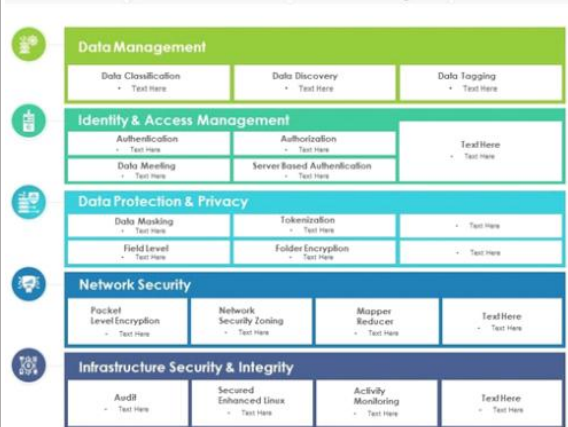 Data Management
Data Classification
Data Discovery
Data Tagging
• Text Here
• Text Here
• Text Here
Identity & Access Management
Authentication
• Text Here
Authorization
• Text Here
Text Here
• Text Here
Data Meeting
• Text Here
Server Based Authentication
• Text Here
Data Protection & Privacy
Data Masking
• Text Here
Tokenization
• Text Here
• Text Here
Field Level
• Text Here
Folder Encryption
• Text Here
• Text Here
Network Security
Packet
Level Encryption
• Text Here
Network
Security Zoning
• Text Here
Mapper
Reducer
• Text Here
Text Here
• Text Here
Infrastructure Security & Integrity
Audit
• Text Here
Secured
Enhanced Linux
• Text Here
Activity
Monitoring
• Text Here
Text Here
• Text Here